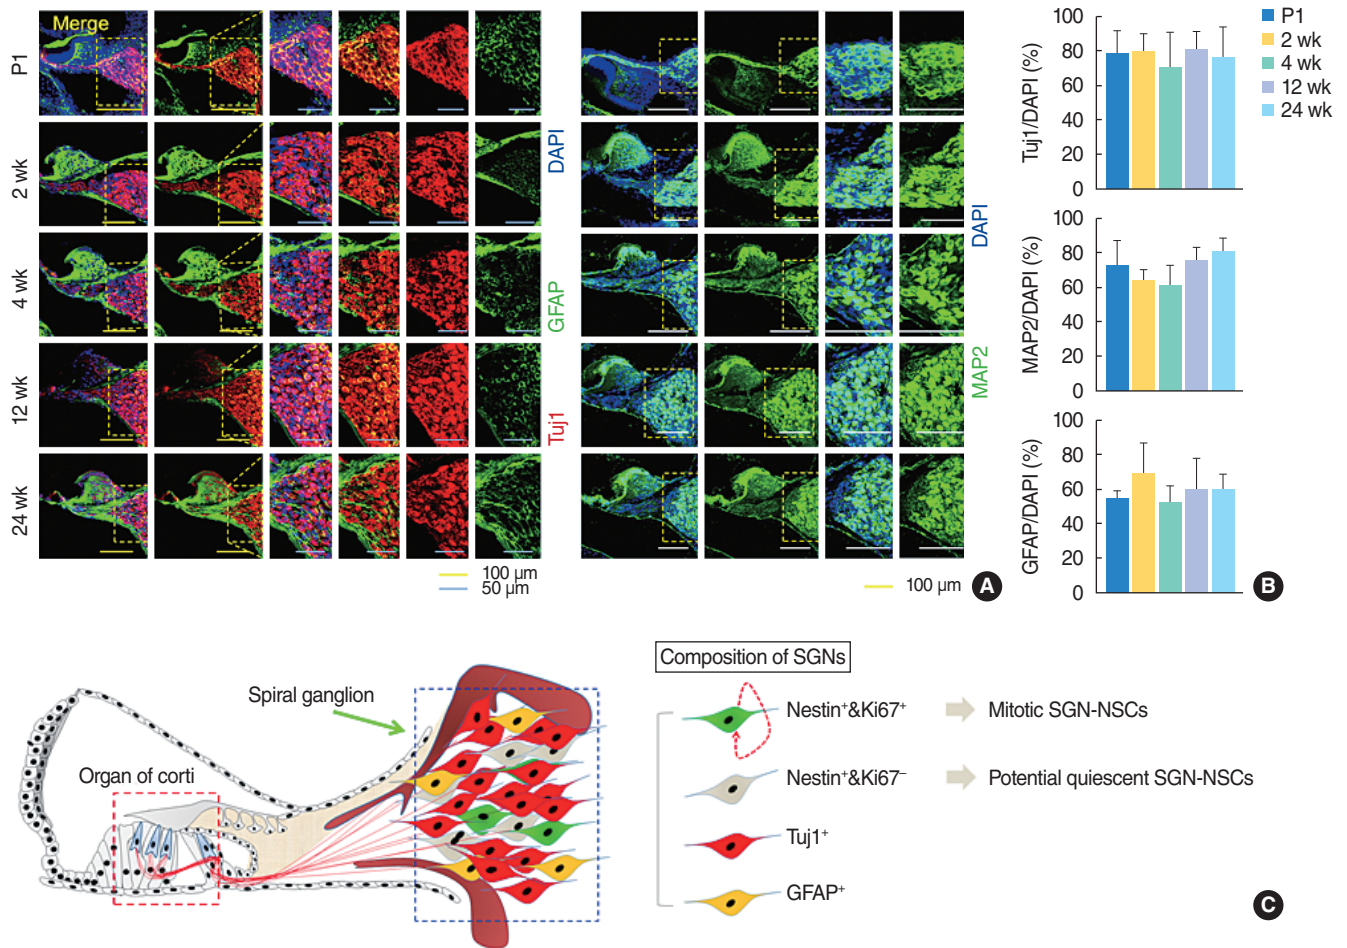 Merge
P1
2 wk
4 wk
12 wk
24 wk
DAPI
GFAP
Tuj1
100 µm
50 µm
DAPI
MAP2
100 µm
A
Tuj1/DAPI (%)
100
80
60
40
20
0
P1
2 wk
4 wk
12 wk
24 wk
MAP2/DAPI (%)
100
80
60
40
20
0
GFAP/DAPI (%)
100
80
60
40
20
0
B
Spiral ganglion
Organ of corti
Composition of SGNs
Nestin⁺&Ki67⁺
Mitotic SGN-NSCs
Nestin⁺&Ki67⁻
Potential quiescent SGN-NSCs
Tuj1⁺
GFAP⁺
C